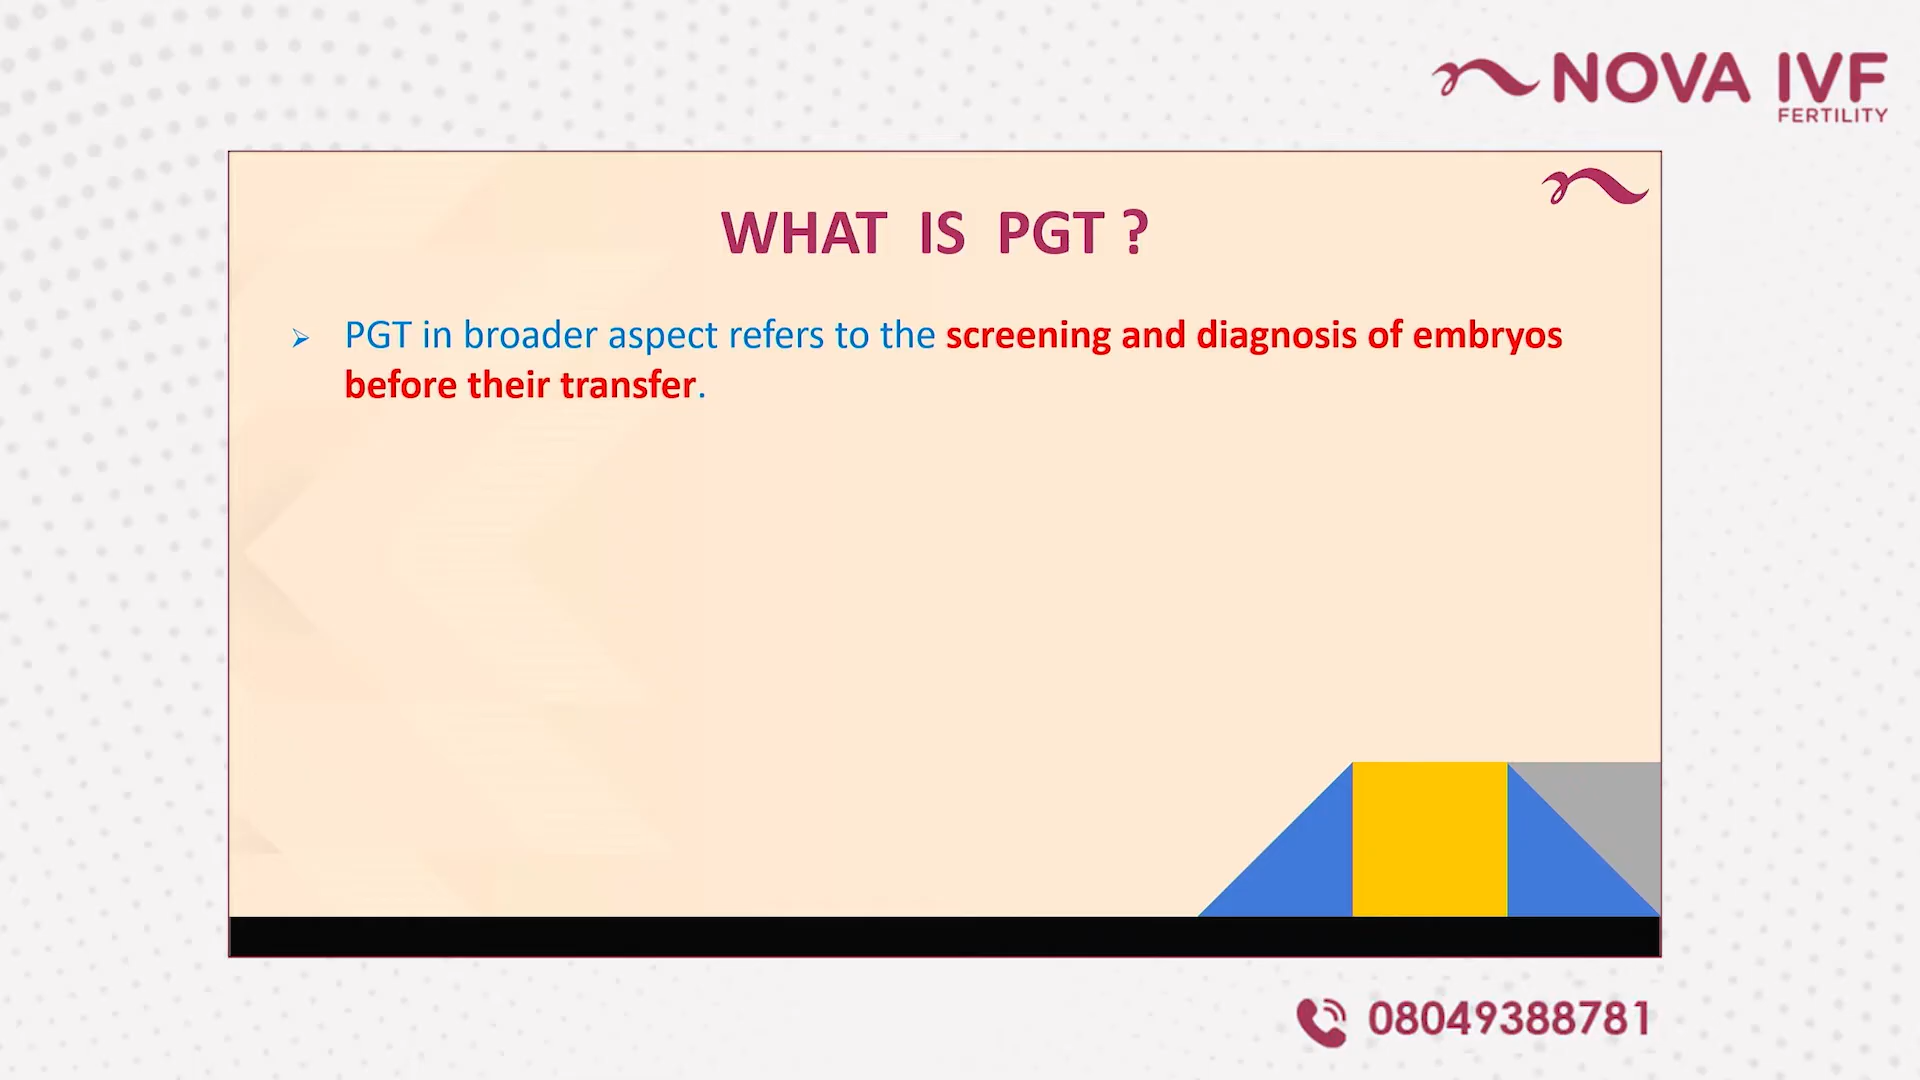 NOVA IVF
FERTILITY
WHAT IS PGT ?
PGT in broader aspect refers to the screening and diagnosis of embryos
before their transfer.
08049388781